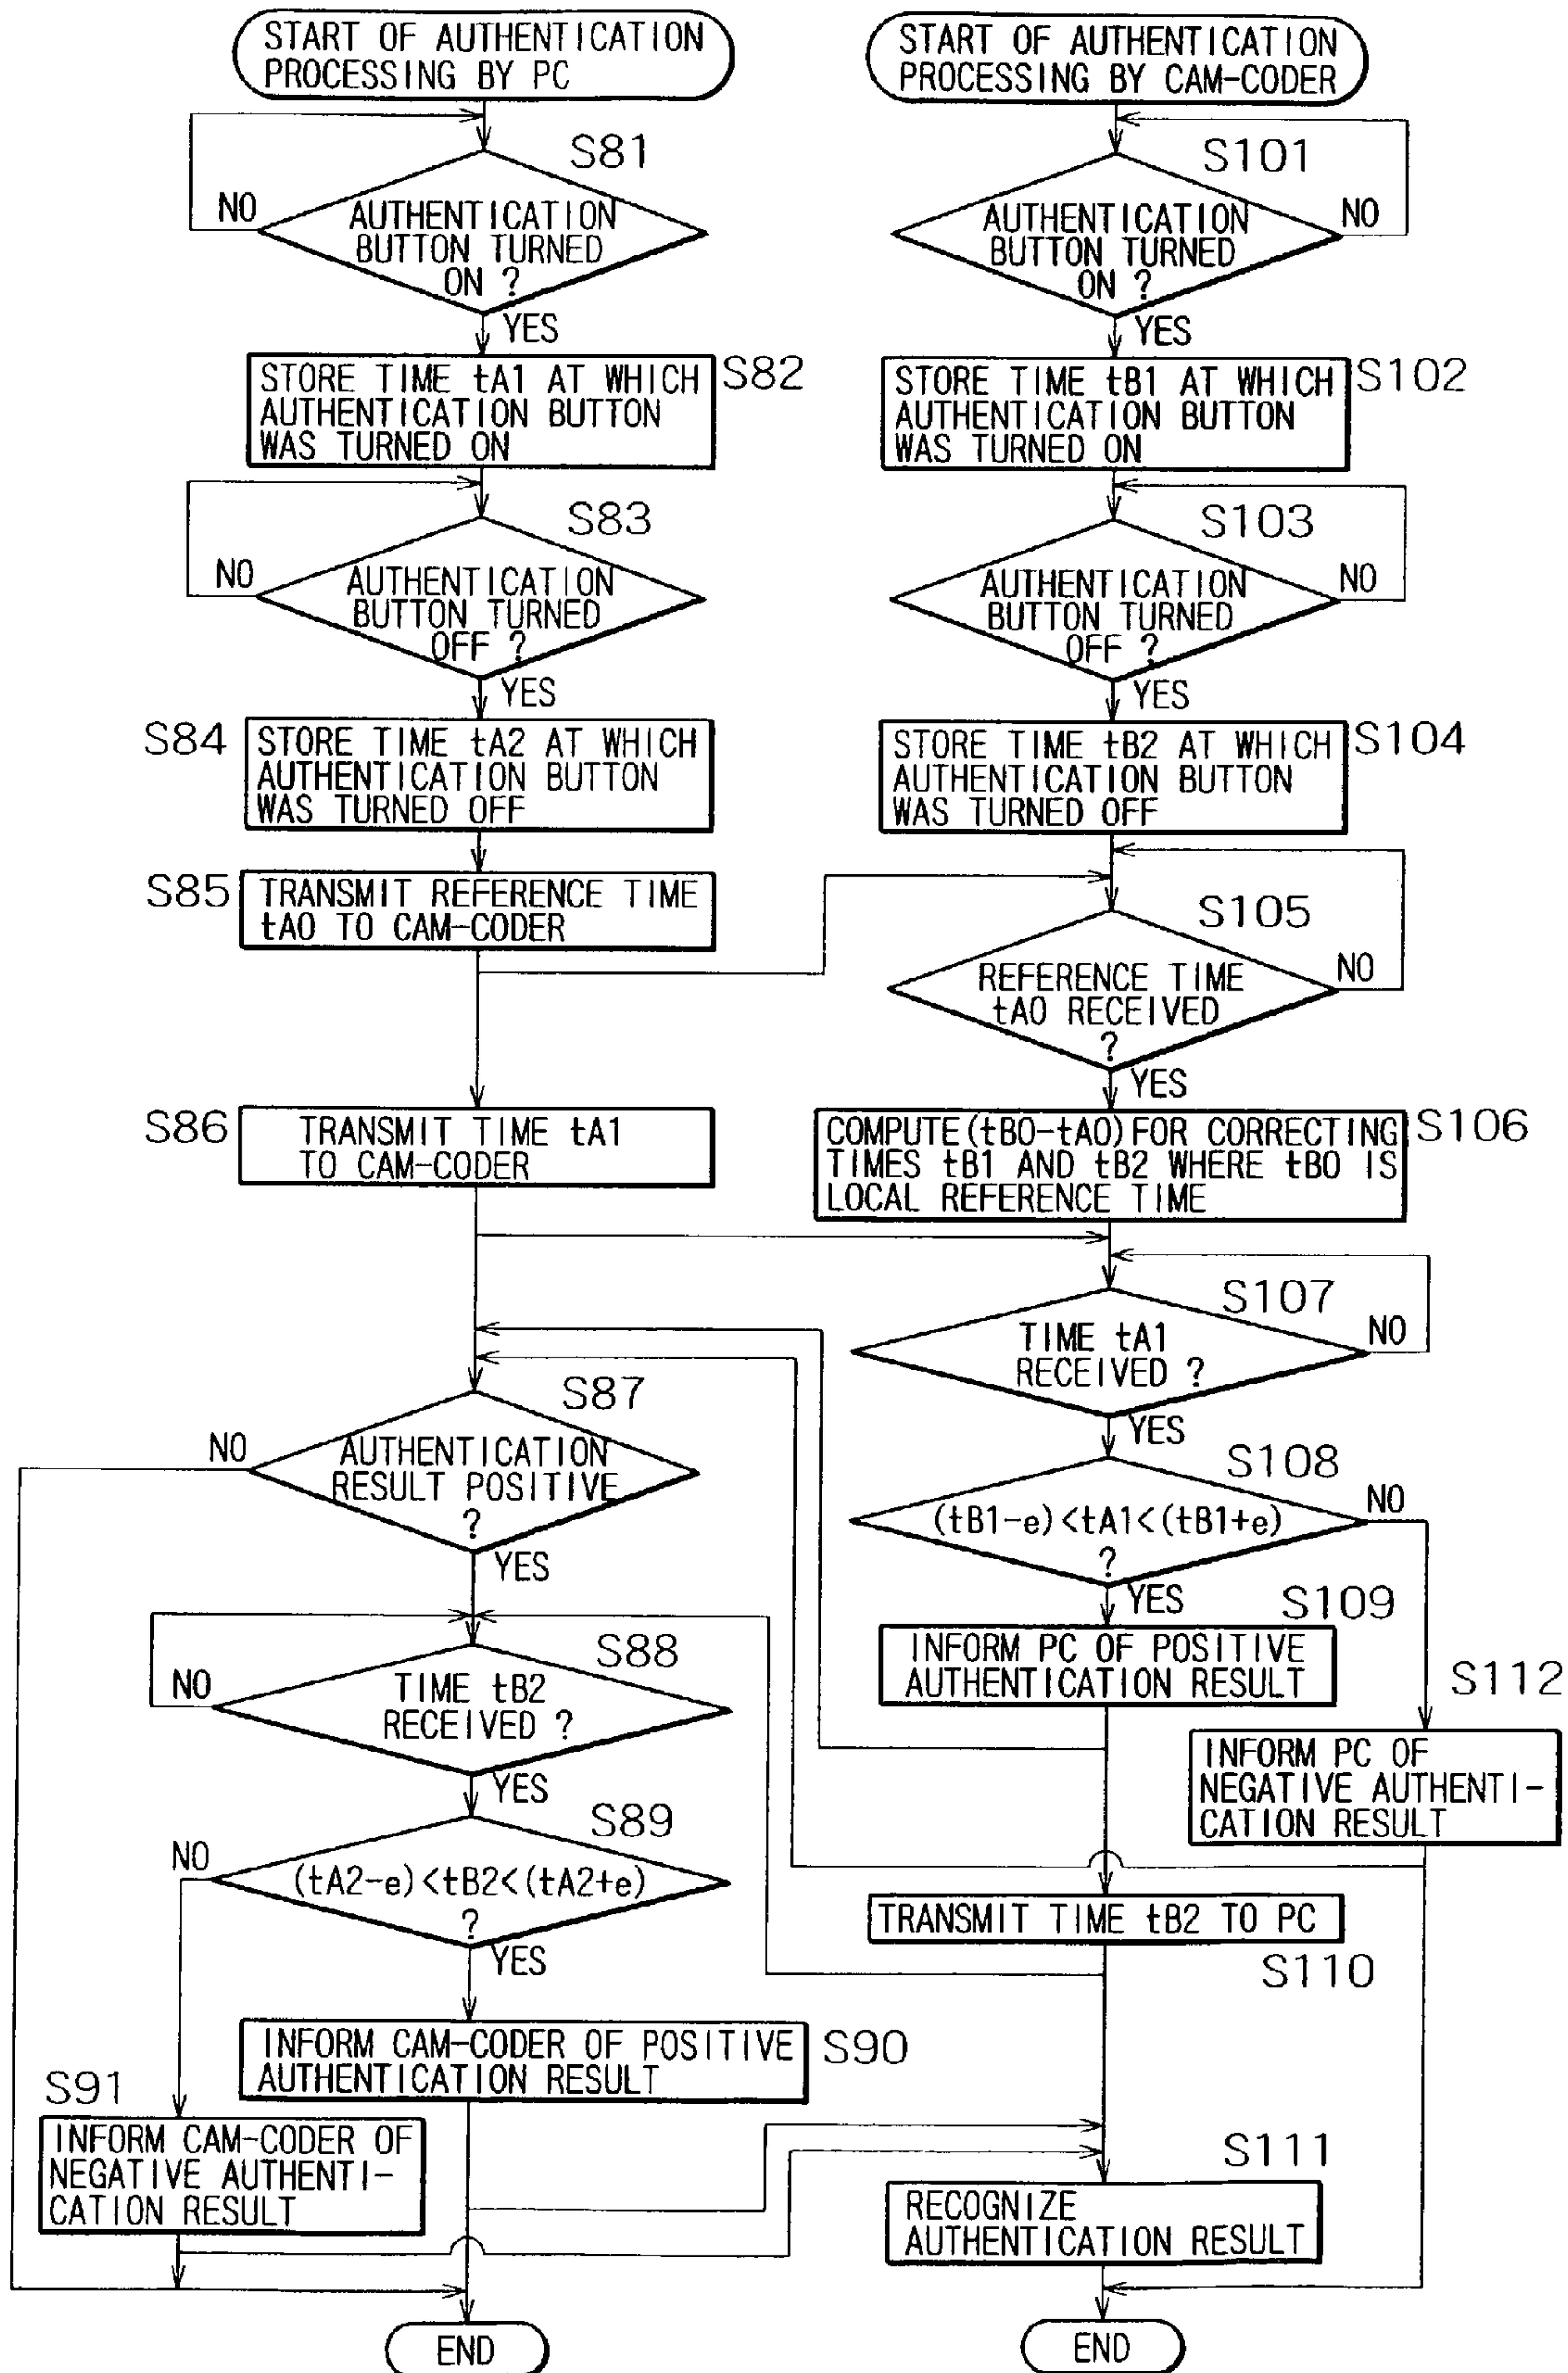 START OF AUTHENTICATION
PROCESSING BY PC
S81
NO
AUTHENTICATION
BUTTON TURNED
ON ?
YES
STORE TIME tA1 AT WHICH
AUTHENTICATION BUTTON
WAS TURNED ON
S82
S83
NO
AUTHENTICATION
BUTTON TURNED
OFF ?
YES
S84
STORE TIME tA2 AT WHICH
AUTHENTICATION BUTTON
WAS TURNED OFF
S85
TRANSMIT REFERENCE TIME
tA0 TO CAM-CODER
S86
TRANSMIT TIME tA1
TO CAM-CODER
S87
NO
AUTHENTICATION
RESULT POSITIVE
?
YES
S88
NO
TIME tB2
RECEIVED ?
YES
S89
NO
(tA2-e)<tB2<(tA2+e)
?
YES
INFORM CAM-CODER OF POSITIVE
AUTHENTICATION RESULT
S90
S91
INFORM CAM-CODER OF
NEGATIVE AUTHENTI-
CATION RESULT
END
START OF AUTHENTICATION
PROCESSING BY CAM-CODER
S101
NO
AUTHENTICATION
BUTTON TURNED
ON ?
YES
STORE TIME tB1 AT WHICH
AUTHENTICATION BUTTON
WAS TURNED ON
S102
S103
NO
AUTHENTICATION
BUTTON TURNED
OFF ?
YES
STORE TIME tB2 AT WHICH
AUTHENTICATION BUTTON
WAS TURNED OFF
S104
S105
NO
REFERENCE TIME
tA0 RECEIVED
?
YES
COMPUTE(tB0-tA0)FOR CORRECTING
TIMES tB1 AND tB2 WHERE tB0 IS
LOCAL REFERENCE TIME
S106
S107
NO
TIME tA1
RECEIVED ?
YES
S108
NO
(tB1-e)<tA1<(tB1+e)
?
YES
S109
INFORM PC OF POSITIVE
AUTHENTICATION RESULT
S112
INFORM PC OF
NEGATIVE AUTHENTI-
CATION RESULT
TRANSMIT TIME tB2 TO PC
S110
S111
RECOGNIZE
AUTHENTICATION RESULT
END